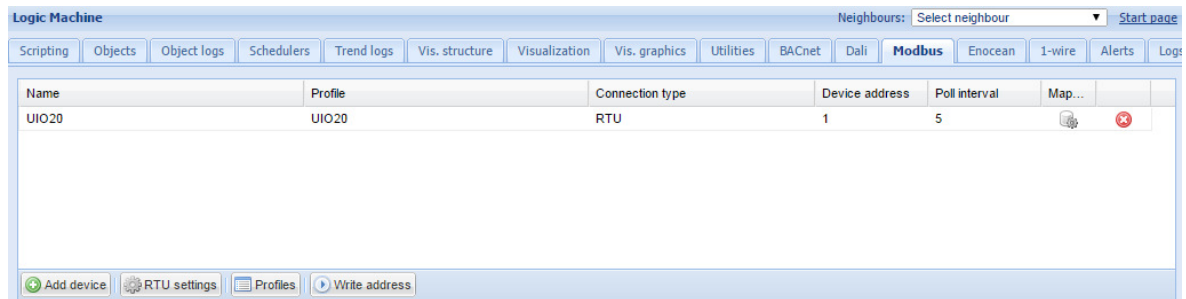 Logic Machine Neighbours: Select neighbour Start page
Scripting Objects Object logs Schedulers Trend logs Vis. structure Visualization Vis. graphics Utilities BACnet Dali Modbus Enocean 1-wire Alerts Logs
Name Profile Connection type Device address Poll interval Map...
UIO20 UIO20 RTU 1 5
Add device RTU settings Profiles Write address